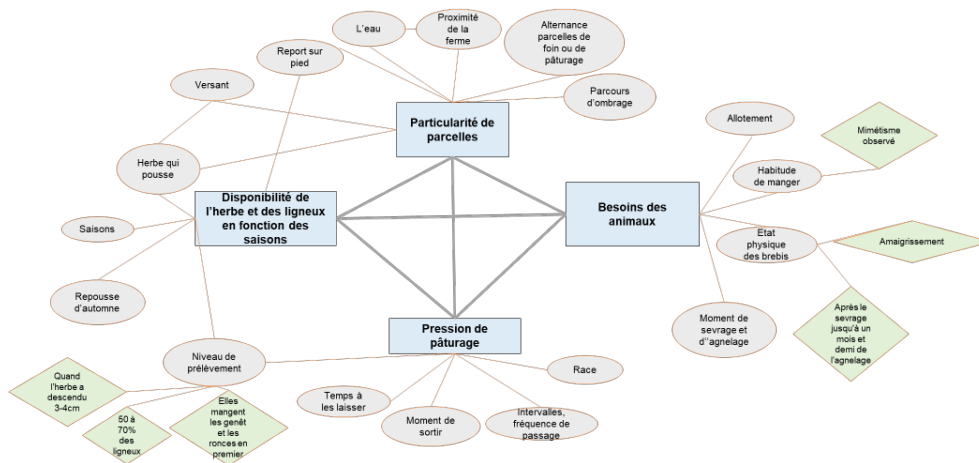 L'eau
Proximité
de la
ferme
Alternance
parcelles de
foin ou de
pâturage
Report sur
pied
Versant
Parcours
d'ombrage
Particularité de
parcelles
Allotement
Mimétisme
observé
Herbe qui
pousse
Habitude
de manger
Disponibilité de
l'herbe et des ligneux
en fonction des
saisons
Besoins des
animaux
Saisons
Etat
physique
des brebis
Amaigrissement
Repousse
d'automne
Pression de
pâturage
Moment de
sevrage et
d''agnelage
Après le
sevrage
jusqu'à un
mois et
demi de
l'agnelage
Niveau de
prélèvement
Race
Quand
l'herbe a
descendu
3-4cm
Temps à
les laisser
Moment de
sortir
Intervalles,
fréquence de
passage
50 à
70%
des
ligneux
Elles
mangent
les genêt
et les
ronces en
premier